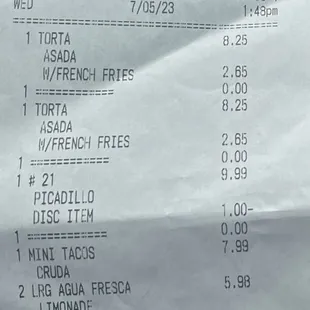 WED 7/05/23 1:48pm
==============================
1 TORTA 8.25
ASADA
W/FRENCH FRIES 2.65
1 ============ 0.00
1 TORTA 8.25
ASADA
W/FRENCH FRIES 2.65
1 ============ 0.00
1 # 21 9.99
PICADILLO
DISC ITEM 1.00-
1 ============ 0.00
1 MINI TACOS 7.99
CRUDA
2 LRG AGUA FRESCA 5.98
LIMONADE